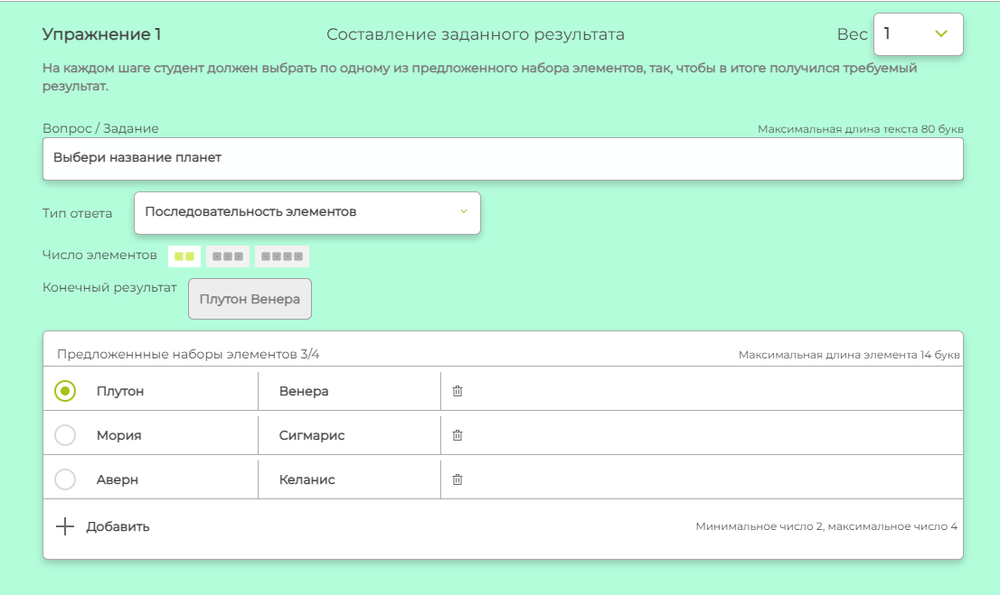 Упражнение 1 Составление заданного результата Вес 1
На каждом шаге студент должен выбрать по одному из предложенного набора элементов, так, чтобы в итоге получился требуемый
результат.
Вопрос / Задание Максимальная длина текста 80 букв
Выбери название планет
Тип ответа Последовательность элементов
Число элементов
Конечный результат Плутон Венера
Предложеннные наборы элементов 3/4 Максимальная длина элемента 14 букв
Плутон Венера
Мория Сигмарис
Аверн Келанис
Добавить Минимальное число 2, максимальное число 4